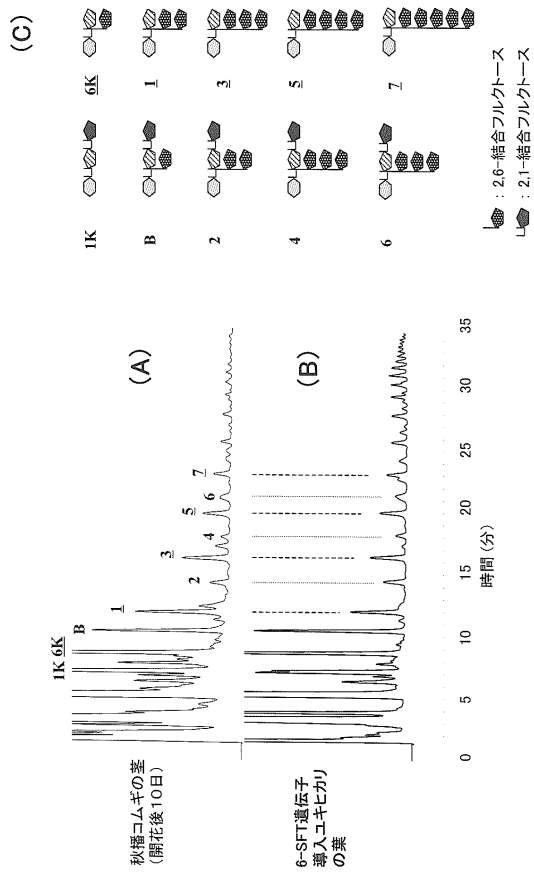 (A)
秋播コムギの茎
(開花後10日)
1K 6K
B
1
2
3
4
5
6
7
(B)
6-SFT遺伝子
導入ユキヒカリ
の葉
0
5
10
15
20
25
30
35
時間(分)
(C)
1K
6K
B
1
2
3
4
5
6
7
: 2,6-結合フルクトース
: 2,1-結合フルクトース